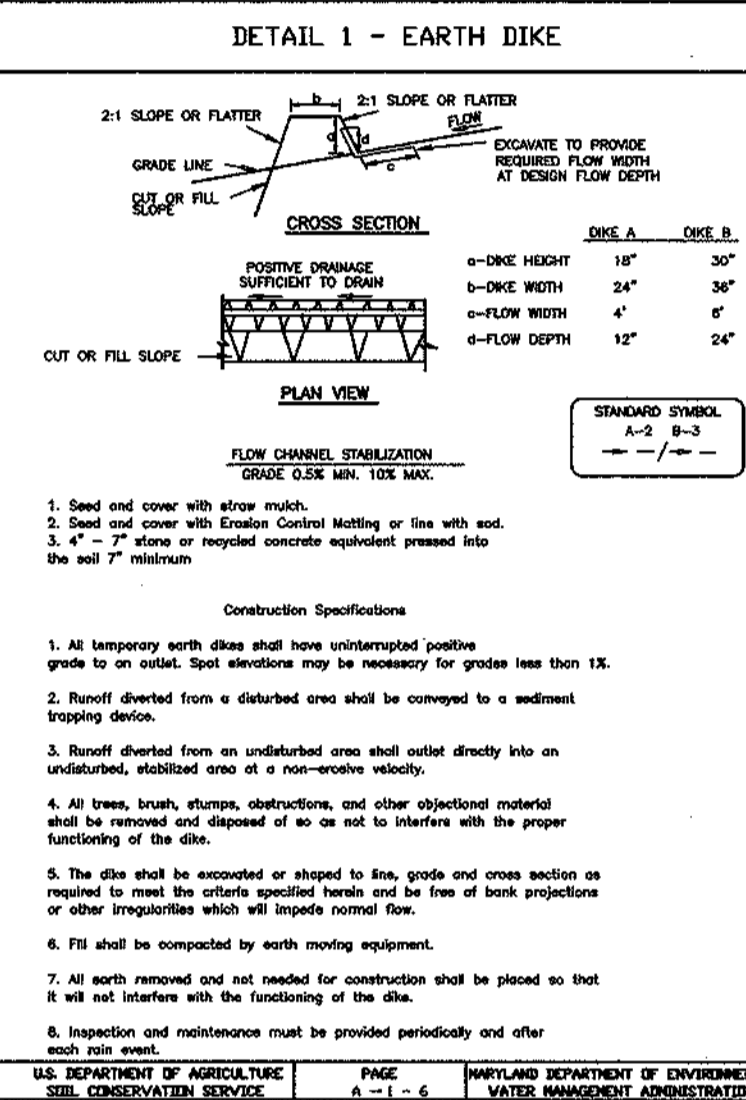 DETAIL 1 - EARTH DIKE
b
2:1 SLOPE OR FLATTER
2:1 SLOPE OR FLATTER
FLOW
a
d
EXCAVATE TO PROVIDE
REQUIRED FLOW WIDTH
AT DESIGN FLOW DEPTH
GRADE LINE
c
CUT OR FILL
SLOPE
CROSS SECTION
DIKE A DIKE B
a-DIKE HEIGHT 18" 30"
b-DIKE WIDTH 24" 36"
c-FLOW WIDTH 4' 6'
d-FLOW DEPTH 12" 24"
POSITIVE DRAINAGE
SUFFICIENT TO DRAIN
CUT OR FILL SLOPE
PLAN VIEW
STANDARD SYMBOL
A-2 B-3
/
FLOW CHANNEL STABILIZATION
GRADE 0.5% MIN. 10% MAX.
1. Seed and cover with straw mulch.
2. Seed and cover with Erosion Control Matting or line with sod.
3. 4" - 7" stone or recycled concrete equivalent pressed into
the soil 7" minimum
Construction Specifications
1. All temporary earth dikes shall have uninterrupted positive
grade to an outlet. Spot elevations may be necessary for grades less than 1%.
2. Runoff diverted from a disturbed area shall be conveyed to a sediment
trapping device.
3. Runoff diverted from an undisturbed area shall outlet directly into an
undisturbed, stabilized area at a non-erosive velocity.
4. All trees, brush, stumps, obstructions, and other objectional material
shall be removed and disposed of so as not to interfere with the proper
functioning of the dike.
5. The dike shall be excavated or shaped to line, grade and cross section as
required to meet the criteria specified herein and be free of bank projections
or other irregularities which will impede normal flow.
6. Fill shall be compacted by earth moving equipment.
7. All earth removed and not needed for construction shall be placed so that
it will not interfere with the functioning of the dike.
8. Inspection and maintenance must be provided periodically and after
each rain event.
U.S. DEPARTMENT OF AGRICULTURE
SOIL CONSERVATION SERVICE
PAGE
A - 1 - 6
MARYLAND DEPARTMENT OF ENVIRONME
WATER MANAGEMENT ADMINISTRATIO